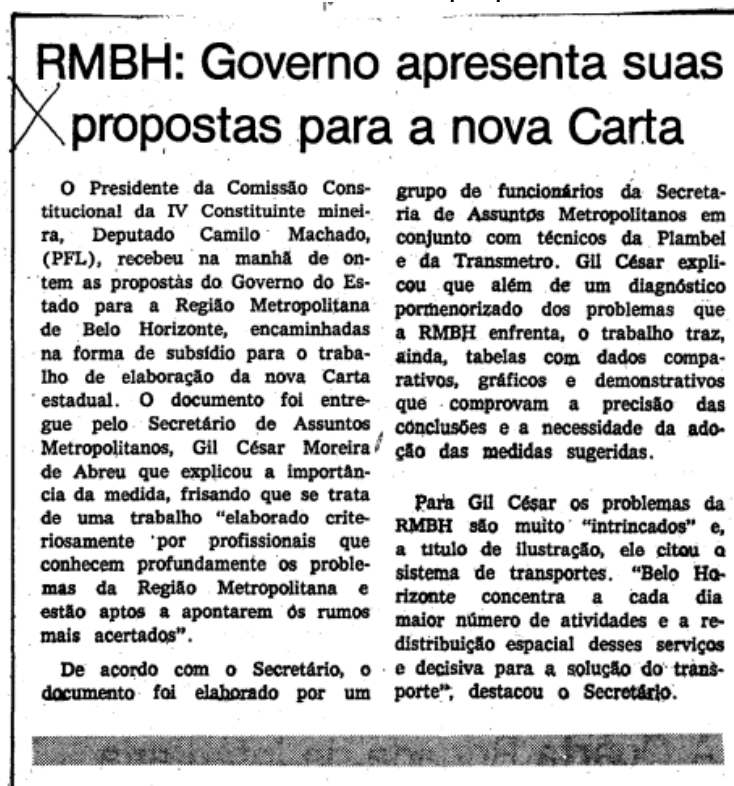 RMBH: Governo apresenta suas
propostas para a nova Carta
O Presidente da Comissão Cons-
titucional da IV Constituinte minei-
ra, Deputado Camilo Machado,
(PFL), recebeu na manhã de on-
tem as propostas do Governo do Es-
tado para a Região Metropolitana
de Belo Horizonte, encaminhadas
na forma de subsídio para o traba-
lho de elaboração da nova Carta
estadual. O documento foi entre-
gue pelo Secretário de Assuntos
Metropolitanos, Gil César Moreira
de Abreu que explicou a importân-
cia da medida, frisando que se trata
de uma trabalho "elaborado crite-
riosamente por profissionais que
conhecem profundamente os proble-
mas da Região Metropolitana e
estão aptos a apontarem ós rumos
mais acertados".
De acordo com o Secretário, o
documento foi elaborado por um
grupo de funcionários da Secreta-
ria de Assuntos Metropolitanos em
conjunto com técnicos da Plambel
e da Transmetro. Gil César expli-
cou que além de um diagnóstico
pormenorizado dos problemas que
a RMBH enfrenta, o trabalho traz,
ainda, tabelas com dados compa-
rativos, gráficos e demonstrativos
que comprovam a precisão das
conclusões e a necessidade da ado-
ção das medidas sugeridas.
Para Gil César os problemas da
RMBH são muito "intrincados" e,
a titulo de ilustração, ele citou o
sistema de transportes. "Belo Ho-
rizonte concentra a cada dia
maior número de atividades e a re-
distribuição espacial desses serviços
e decisiva para a solução do trans-
porte", destacou o Secretário.